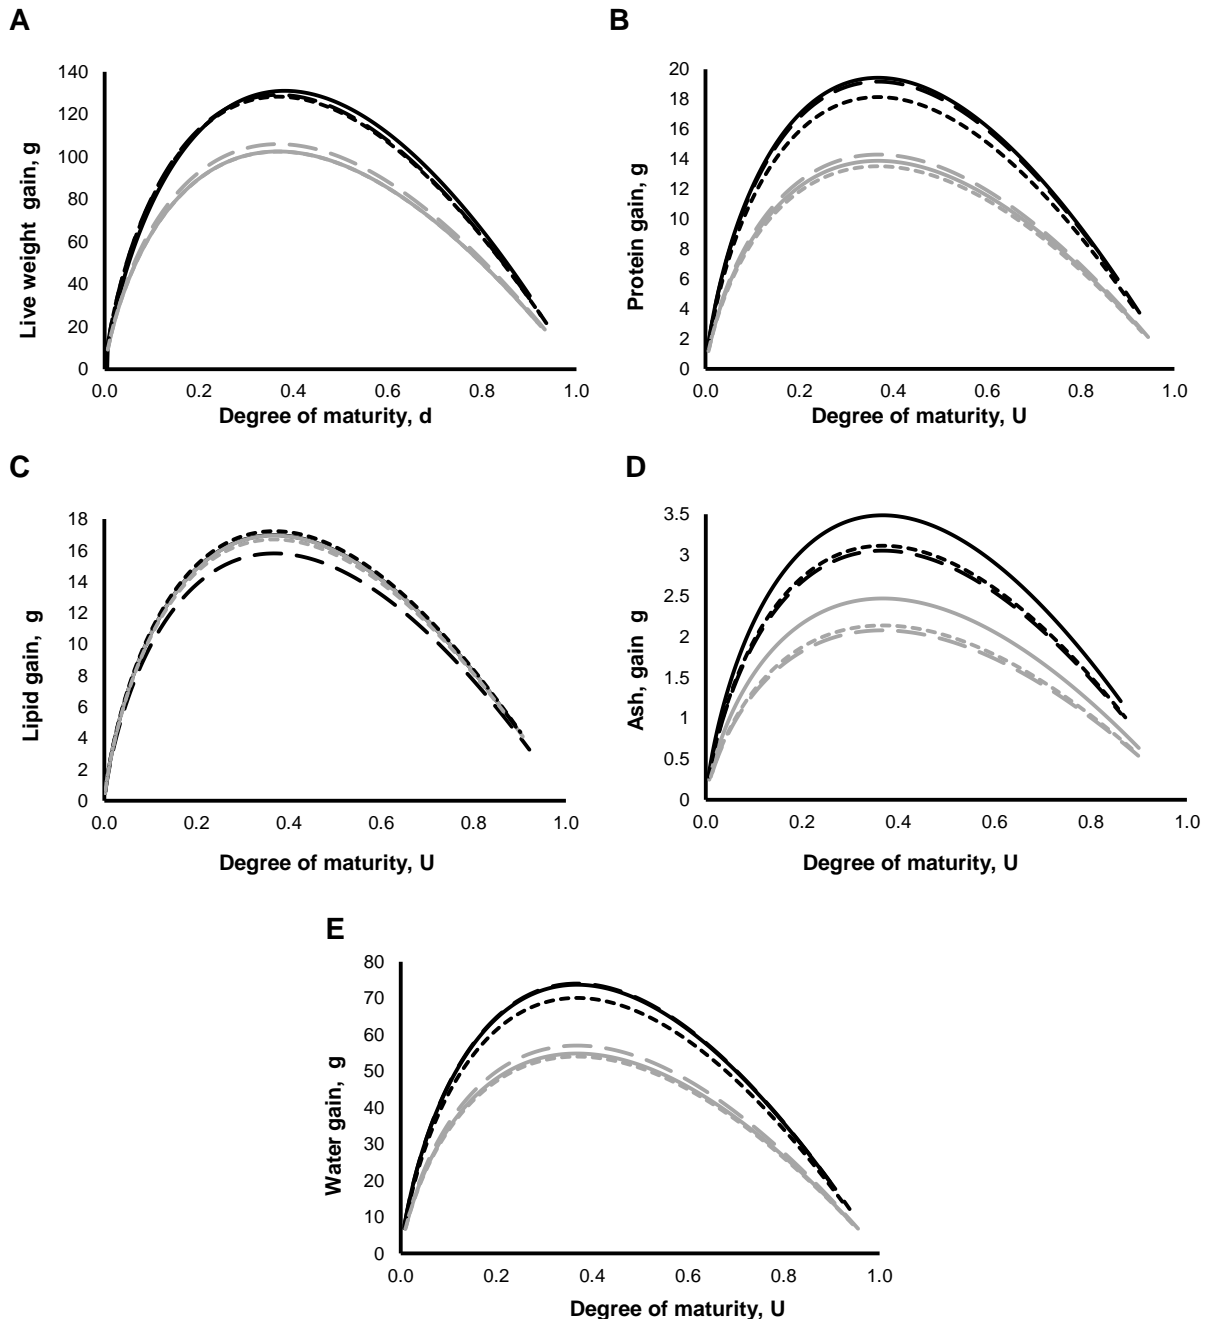 A
B
140
120
100
80
60
40
20
0
Live weight gain, g
0.0 0.2 0.4 0.6 0.8 1.0
Degree of maturity, d
20
18
16
14
12
10
8
6
4
2
0
Protein gain, g
0.0 0.2 0.4 0.6 0.8 1.0
Degree of maturity, U
C
D
18
16
14
12
10
8
6
4
2
0
Lipid gain, g
0.0 0.2 0.4 0.6 0.8 1.0
Degree of maturity, U
3.5
3
2.5
2
1.5
1
0.5
0
Ash, gain g
0.0 0.2 0.4 0.6 0.8 1.0
Degree of maturity, U
E
80
70
60
50
40
30
20
10
0
Water gain, g
0.0 0.2 0.4 0.6 0.8 1.0
Degree of maturity, U